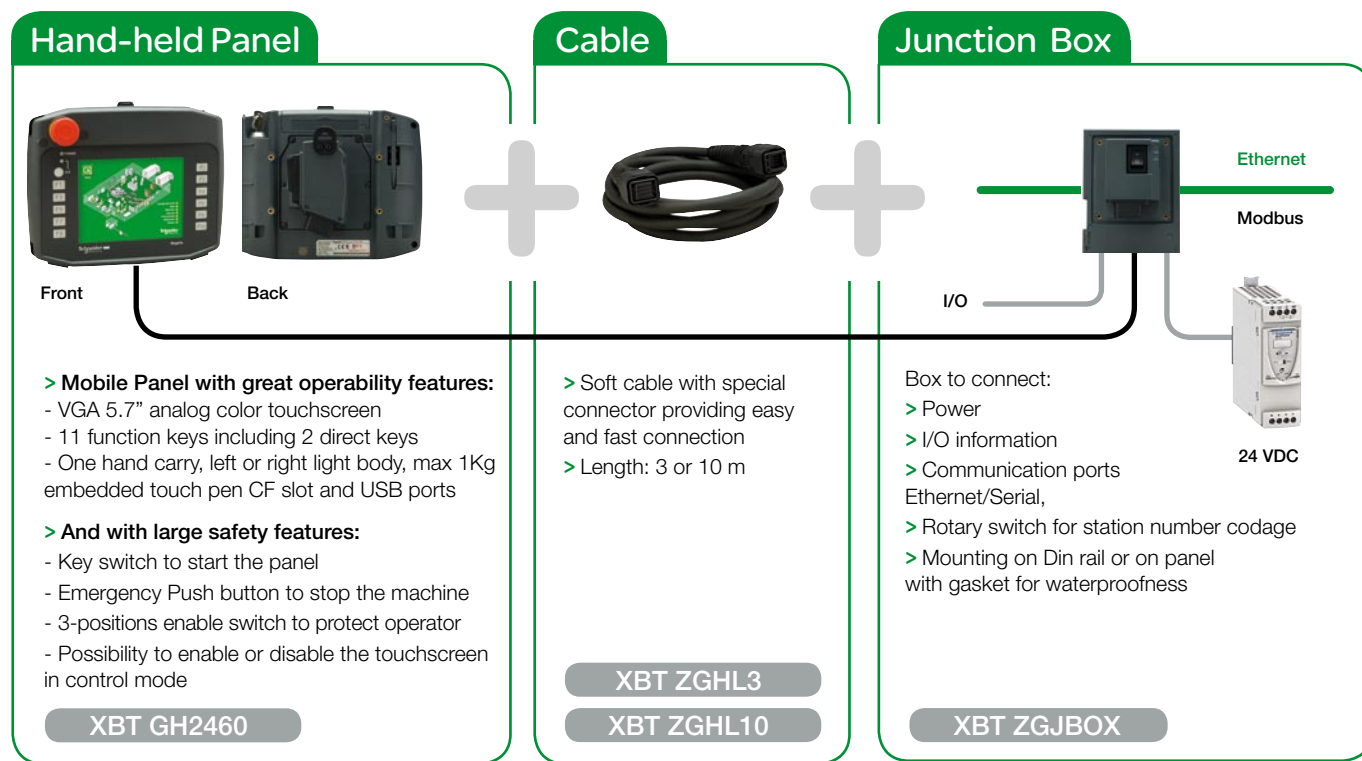 Hand-held Panel
Front
Back
> Mobile Panel with great operability features:
- VGA 5.7” analog color touchscreen
- 11 function keys including 2 direct keys
- One hand carry, left or right light body, max 1Kg
embedded touch pen CF slot and USB ports
> And with large safety features:
- Key switch to start the panel
- Emergency Push button to stop the machine
- 3-positions enable switch to protect operator
- Possibility to enable or disable the touchscreen
in control mode
XBT GH2460
Cable
> Soft cable with special
connector providing easy
and fast connection
> Length: 3 or 10 m
XBT ZGHL3
XBT ZGHL10
Junction Box
Ethernet
Modbus
I/O
24 VDC
Box to connect:
> Power
> I/O information
> Communication ports
Ethernet/Serial,
> Rotary switch for station number codage
> Mounting on Din rail or on panel
with gasket for waterproofness
XBT ZGJBOX